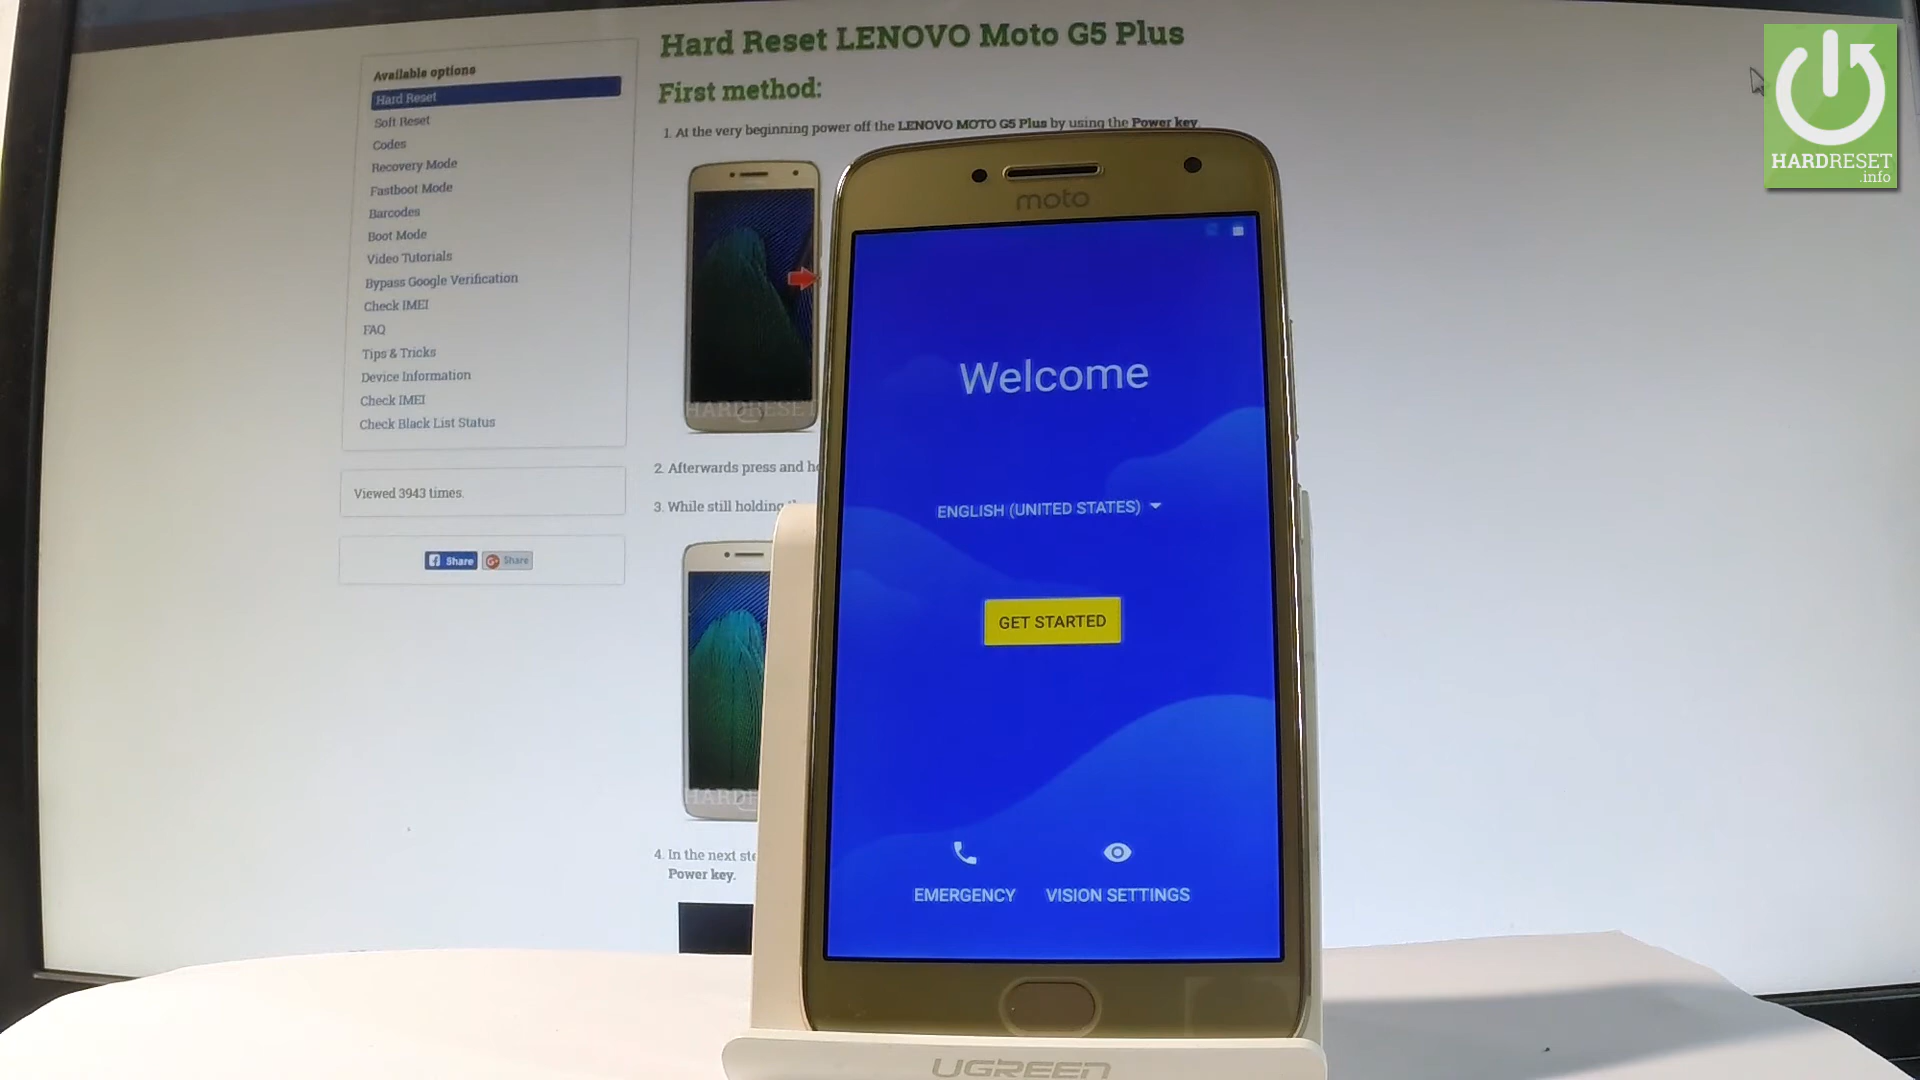 Hard Reset LENOVO Moto G5 Plus
First method:
1. At the very beginning power off the LENOVO MOTO G5 Plus by using the Power key.
Available options
Hard Reset
Soft Reset
Codes
Recovery Mode
Fastboot Mode
Barcodes
Boot Mode
Video Tutorials
Bypass Google Verification
Check IMEI
FAQ
Tips & Tricks
Device Information
Check IMEI
Check Black List Status
Viewed 3943 times.
Share
G+ Share
HARDRESET
2. Afterwards press and
3. While still holding
4. In the next
Power key.
moto
Welcome
ENGLISH (UNITED STATES)
GET STARTED
EMERGENCY
VISION SETTINGS
UGREEN
HARDRESET
.info